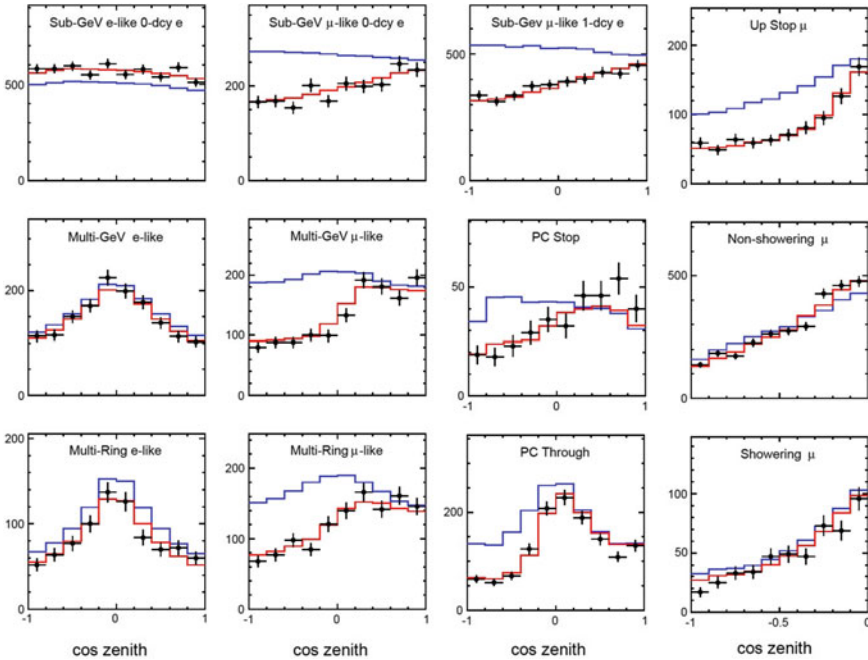 Sub-GeV e-like 0-dcy e
500
0
Sub-GeV μ-like 0-dcy e
200
0
Sub-Gev μ-like 1-dcy e
500
0
-1
0
1
Up Stop μ
200
100
0
Multi-GeV e-like
200
0
Multi-GeV μ-like
200
100
0
PC Stop
50
0
-1
0
1
Non-showering μ
500
0
Multi-Ring e-like
200
100
0
-1
0
1
cos zenith
Multi-Ring μ-like
200
100
0
-1
0
1
cos zenith
PC Through
200
0
-1
0
1
cos zenith
Showering μ
100
50
0
-1
-0.5
0
cos zenith